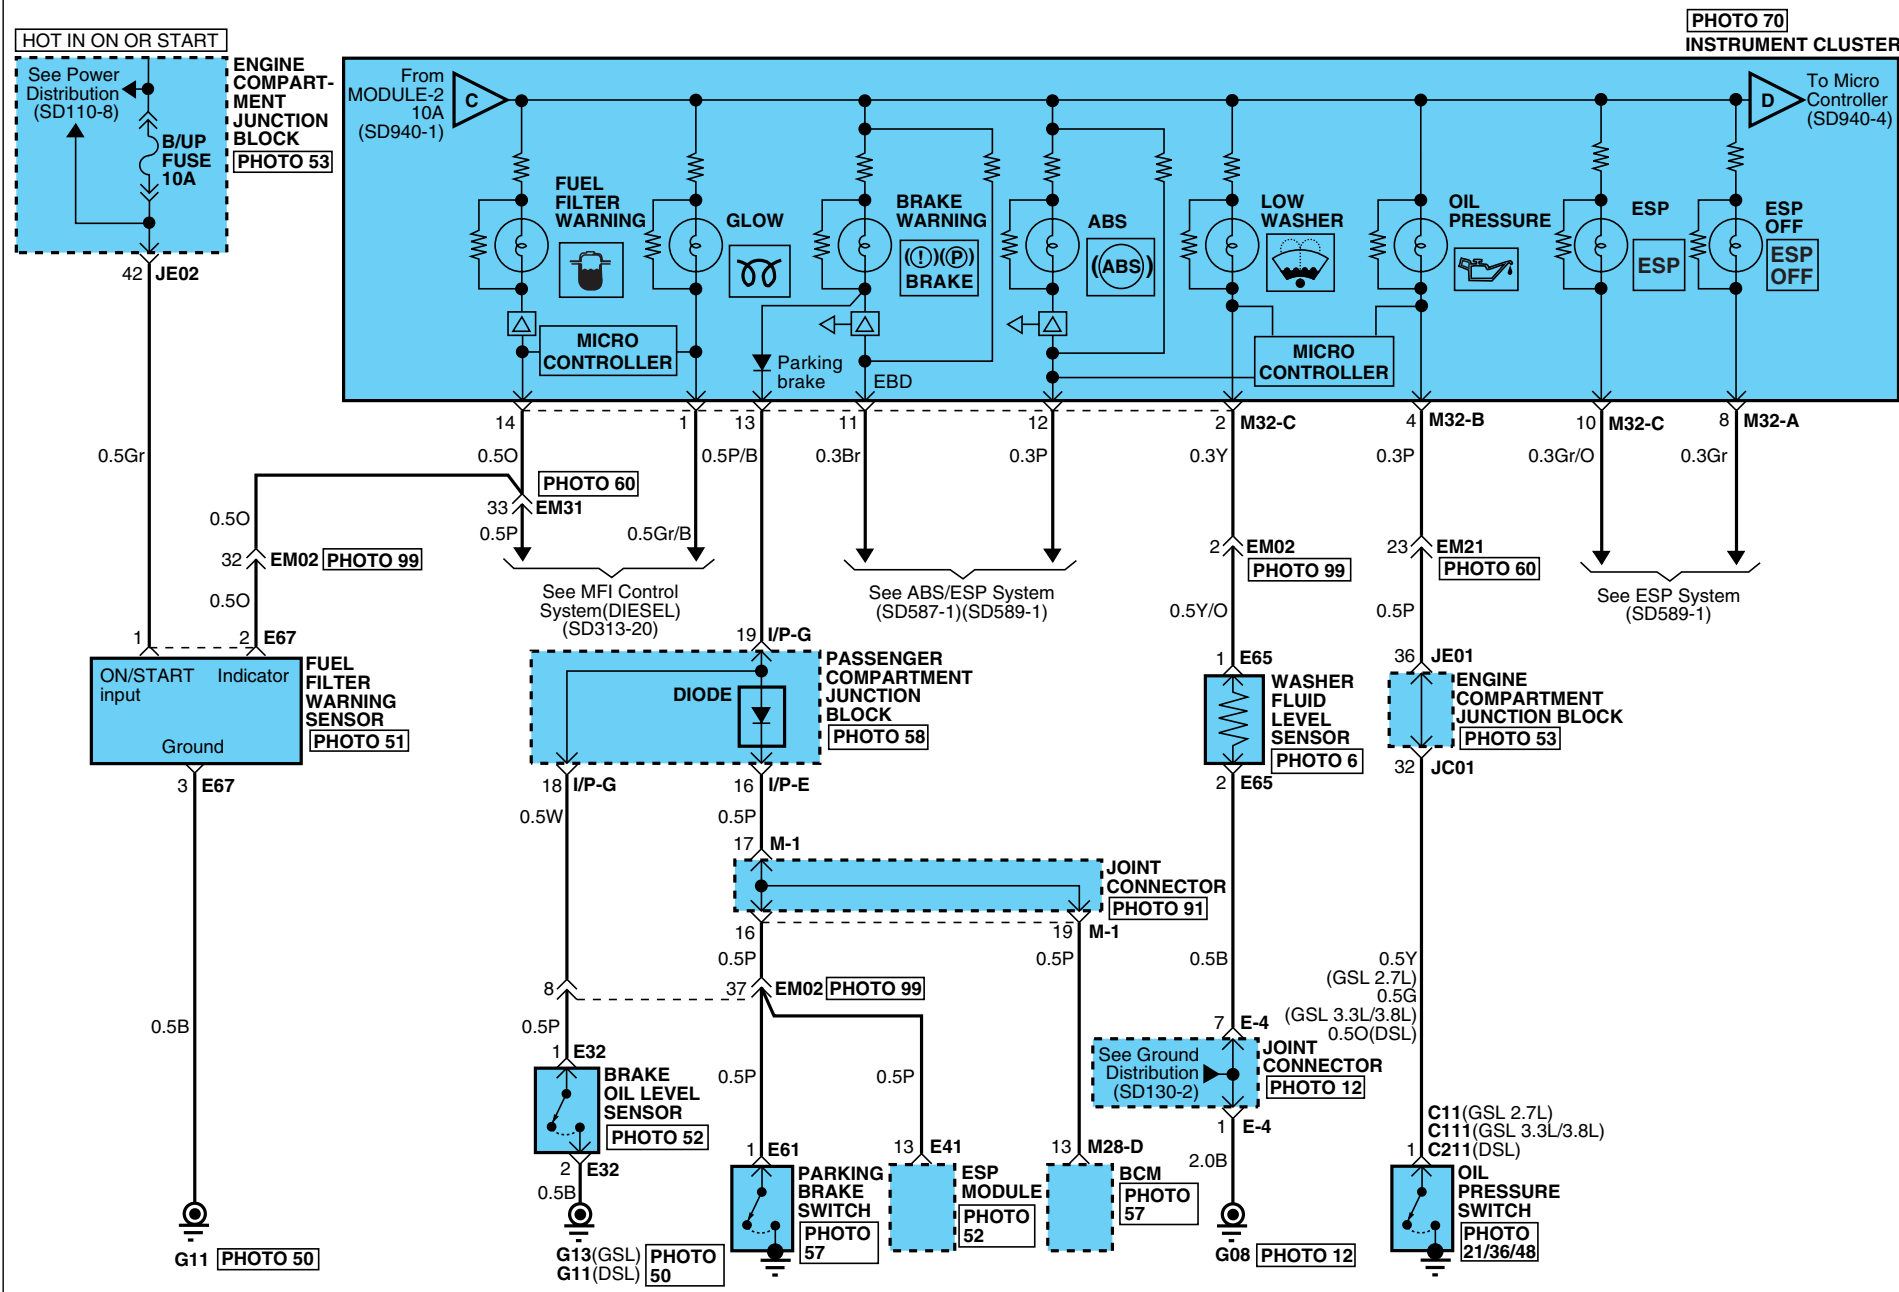 PHOTO 70
INSTRUMENT CLUSTER
HOT IN ON OR START
See Power
Distribution
(SD110-8)
B/UP
FUSE
10A
ENGINE
COMPART-
MENT
JUNCTION
BLOCK
PHOTO 53
42 JE02
From
MODULE-2
10A
(SD940-1)
C
D
To Micro
Controller
(SD940-4)
FUEL
FILTER
WARNING
GLOW
BRAKE
WARNING
(!)(P)
BRAKE
ABS
(ABS)
LOW
WASHER
OIL
PRESSURE
ESP
ESP
ESP
OFF
ESP
OFF
MICRO
CONTROLLER
Parking
brake
EBD
MICRO
CONTROLLER
14
1
13
11
12
2 M32-C
4 M32-B
10 M32-C
8 M32-A
0.5Gr
0.5O
0.5P/B
0.3Br
0.3P
0.3Y
0.3P
0.3Gr/O
0.3Gr
PHOTO 60
33 EM31
0.5O
0.5P
0.5Gr/B
32 EM02 PHOTO 99
0.5O
See MFI Control
System(DIESEL)
(SD313-20)
See ABS/ESP System
(SD587-1)(SD589-1)
2 EM02
PHOTO 99
23 EM21
PHOTO 60
See ESP System
(SD589-1)
0.5Y/O
0.5P
1
2 E67
ON/START
input
Indicator
Ground
FUEL
FILTER
WARNING
SENSOR
PHOTO 51
3 E67
19 I/P-G
DIODE
PASSENGER
COMPARTMENT
JUNCTION
BLOCK
PHOTO 58
18 I/P-G
16 I/P-E
0.5W
0.5P
1 E65
WASHER
FLUID
LEVEL
SENSOR
PHOTO 6
2 E65
36 JE01
ENGINE
COMPARTMENT
JUNCTION BLOCK
PHOTO 53
32 JC01
17 M-1
JOINT
CONNECTOR
PHOTO 91
16
19 M-1
0.5P
0.5P
0.5B
0.5Y
(GSL 2.7L)
0.5G
(GSL 3.3L/3.8L)
0.5O(DSL)
8
37 EM02 PHOTO 99
0.5B
0.5P
7 E-4
See Ground
Distribution
(SD130-2)
JOINT
CONNECTOR
PHOTO 12
1 E-4
1 E32
BRAKE
OIL LEVEL
SENSOR
PHOTO 52
2 E32
0.5B
0.5P
0.5P
1 E61
13 E41
13 M28-D
2.0B
C11(GSL 2.7L)
C111(GSL 3.3L/3.8L)
1 C211(DSL)
PARKING
BRAKE
SWITCH
PHOTO
57
ESP
MODULE
PHOTO
52
BCM
PHOTO
57
OIL
PRESSURE
SWITCH
PHOTO
21/36/48
G11 PHOTO 50
G13(GSL)
G11(DSL)
PHOTO
50
G08 PHOTO 12